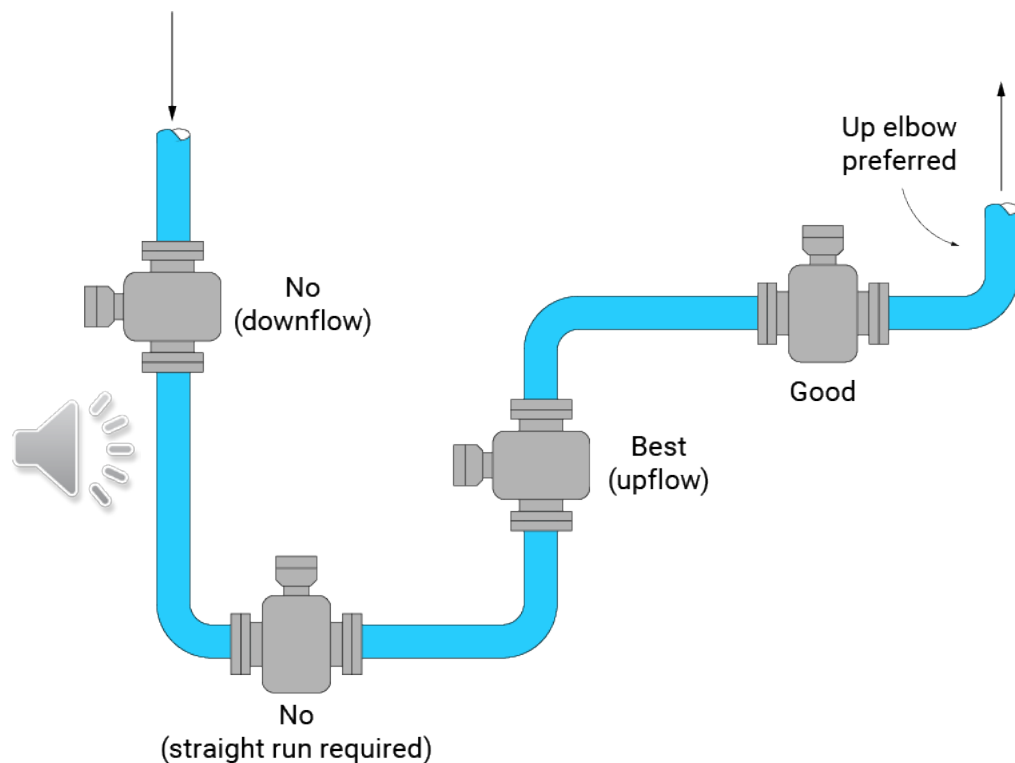 Up elbow
preferred
No
(downflow)
Good
Best
(upflow)
No
(straight run required)